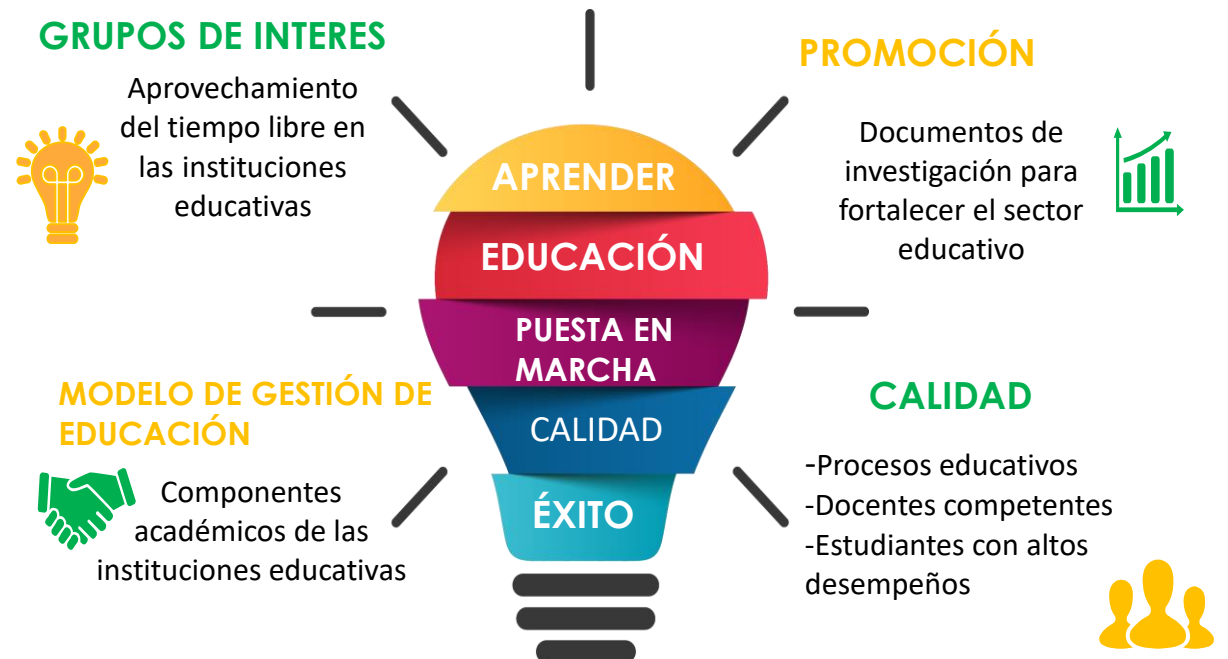 GRUPOS DE INTERES
Aprovechamiento
del tiempo libre en
las instituciones
educativas
PROMOCIÓN
Documentos de
investigación para
fortalecer el sector
educativo
APRENDER
EDUCACIÓN
PUESTA EN
MARCHA
CALIDAD
ÉXITO
MODELO DE GESTIÓN DE
EDUCACIÓN
Componentes
académicos de las
instituciones educativas
CALIDAD
-Procesos educativos
-Docentes competentes
-Estudiantes con altos
desempeños